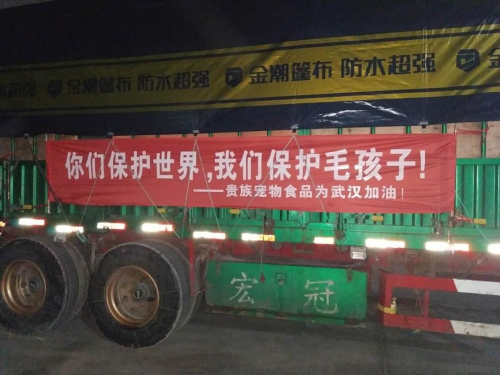 金潮篷布 防水超强 金潮篷布 防水超强
你们保护世界,我们保护毛孩子!
——贵族宠物食品为武汉加油!
宏冠